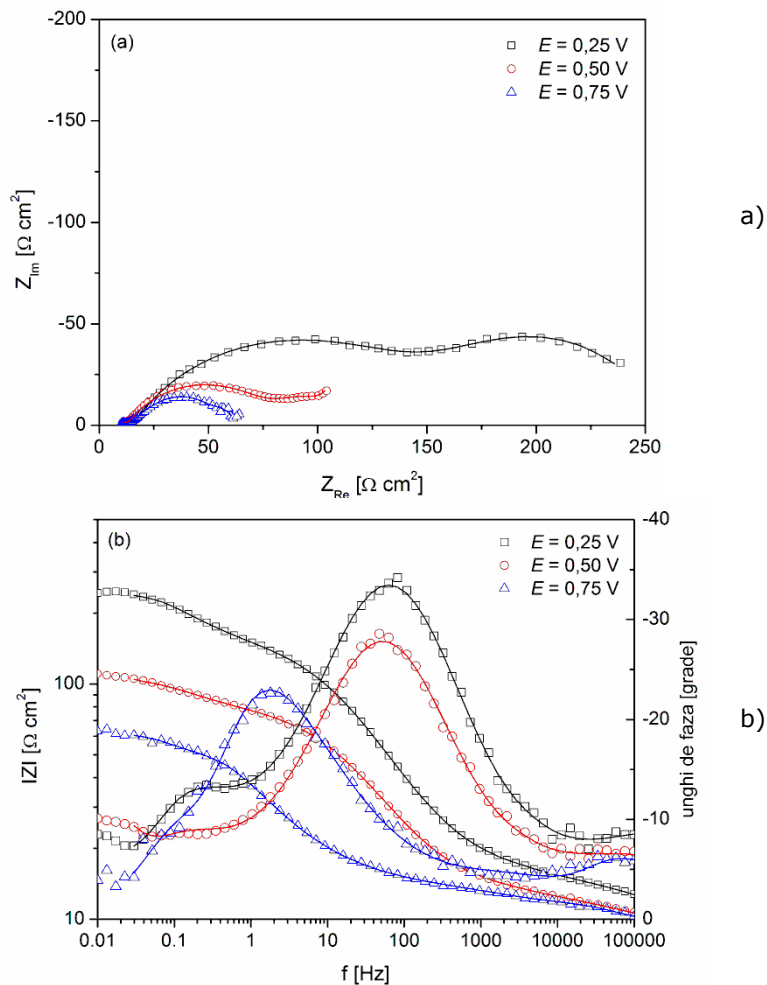 (a)
E = 0,25 V
E = 0,50 V
E = 0,75 V
-200
-150
-100
-50
0
Z_Im [Ω cm²]
0 50 100 150 200 250
Z_Re [Ω cm²]
a)
(b)
E = 0,25 V
E = 0,50 V
E = 0,75 V
100
10
|Z| [Ω cm²]
-40
-30
-20
-10
0
unghi de faza [grade]
0.01 0.1 1 10 100 1000 10000 100000
f [Hz]
b)